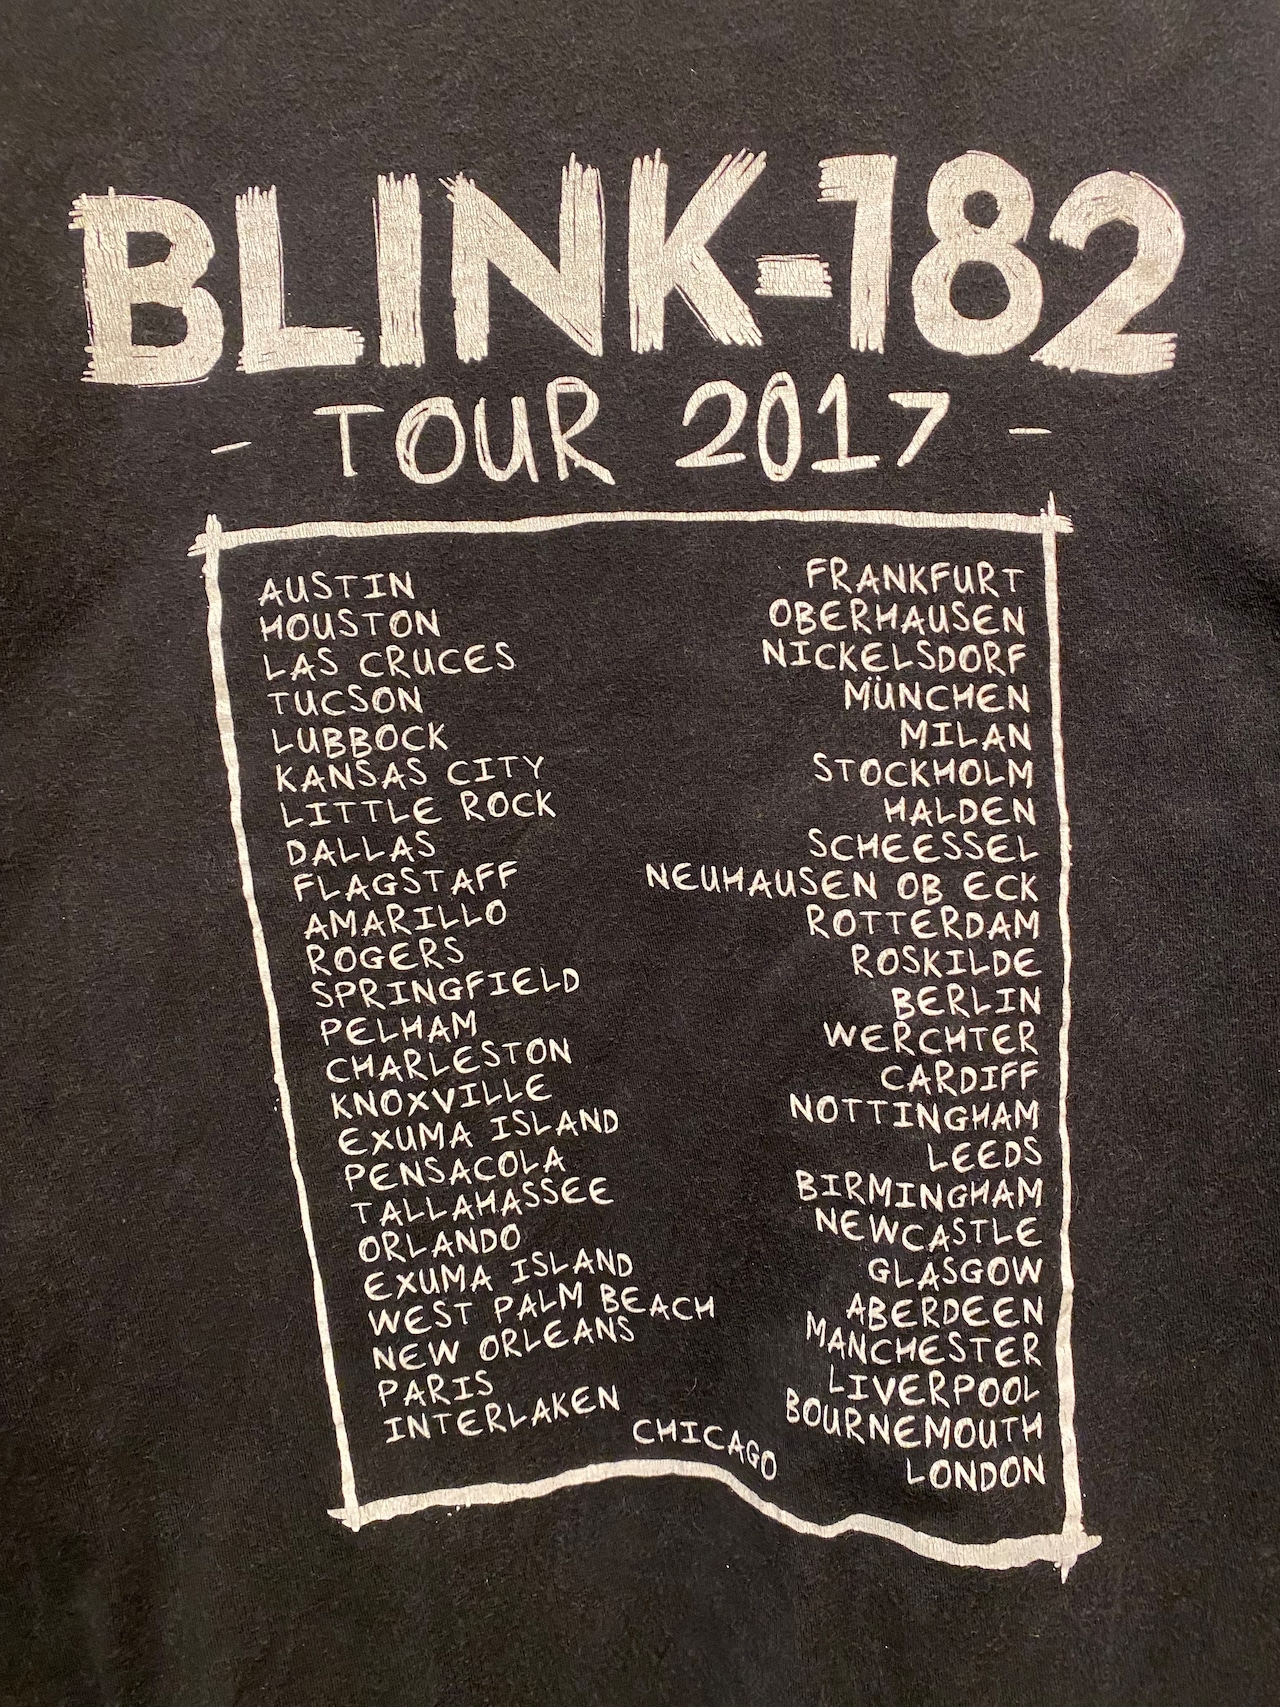 BLINK-182
- TOUR 2017 -
AUSTIN
HOUSTON
LAS CRUCES
TUCSON
LUBBOCK
KANSAS CITY
LITTLE ROCK
DALLAS
FLAGSTAFF
AMARILLO
ROGERS
SPRINGFIELD
PELHAM
CHARLESTON
KNOXVILLE
EXUMA ISLAND
PENSACOLA
TALLAHASSEE
ORLANDO
EXUMA ISLAND
WEST PALM BEACH
NEW ORLEANS
PARIS
INTERLAKEN
FRANKFURT
OBERHAUSEN
NICKELSDORF
MÜNCHEN
MILAN
STOCKHOLM
HALDEN
SCHEESSEL
NEUHAUSEN OB ECK
ROTTERDAM
ROSKILDE
BERLIN
WERCHTER
CARDIFF
NOTTINGHAM
LEEDS
BIRMINGHAM
NEWCASTLE
GLASGOW
ABERDEEN
MANCHESTER
LIVERPOOL
BOURNEMOUTH
LONDON
CHICAGO